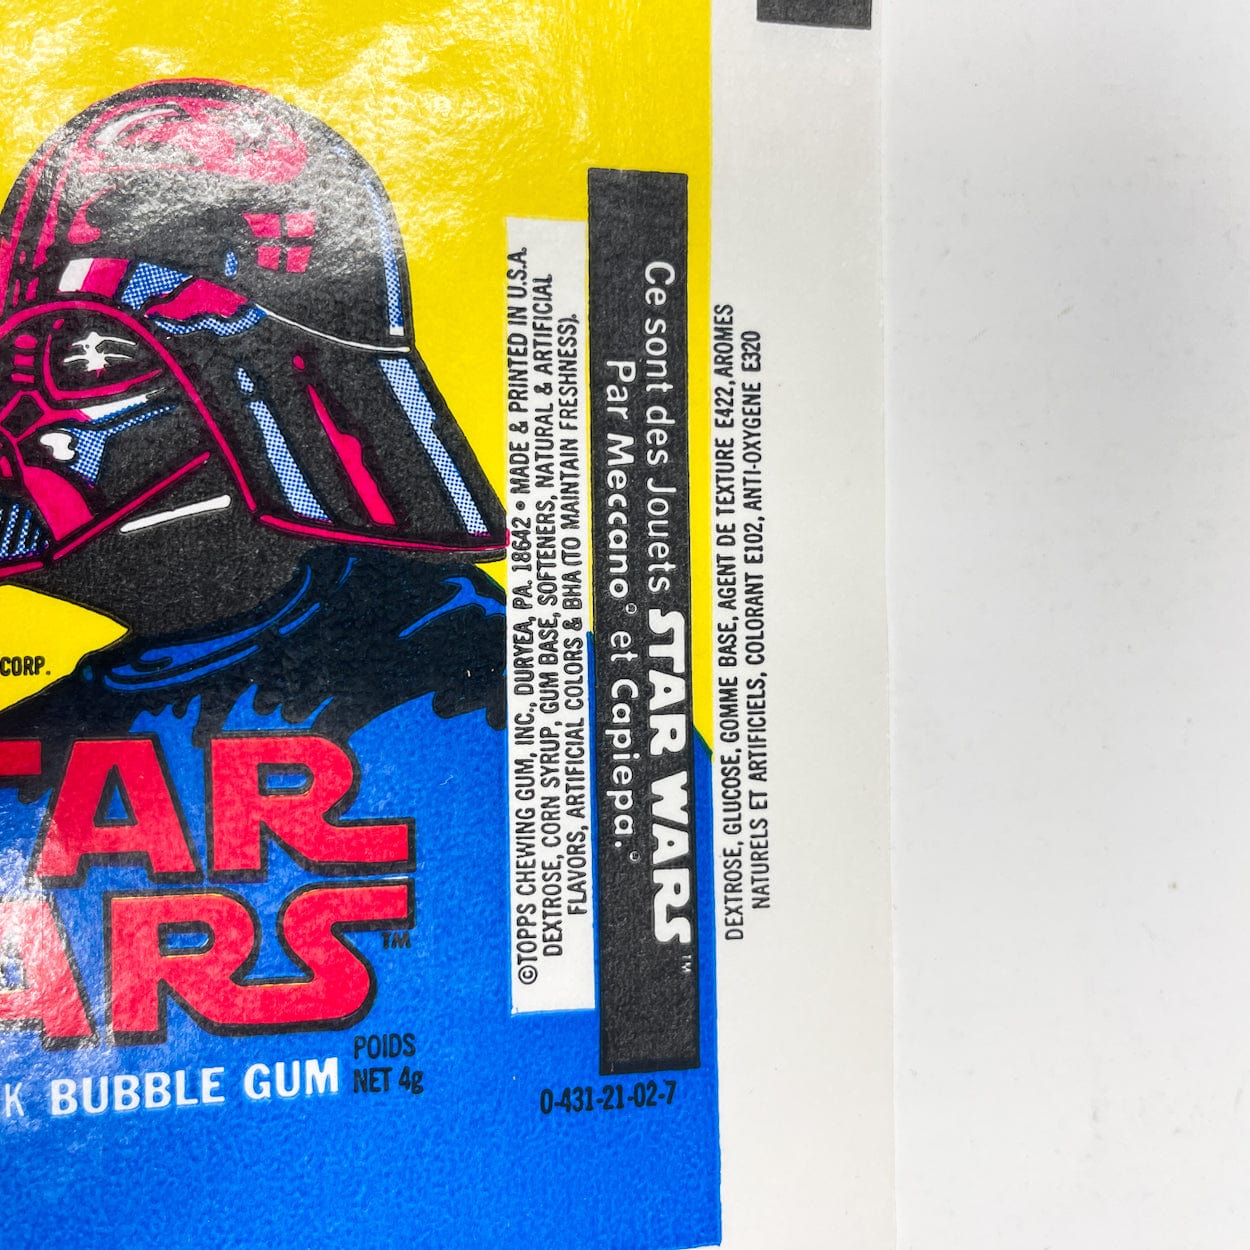 CORP.
TAR
ARS™
K BUBBLE GUM
POIDS
NET 4g
©TOPPS CHEWING GUM, INC., DURYEA, PA. 18642 • MADE & PRINTED IN U.S.A.
DEXTROSE, CORN SYRUP, GUM BASE, SOFTENERS, NATURAL & ARTIFICIAL
FLAVORS, ARTIFICIAL COLORS & BHA (TO MAINTAIN FRESHNESS).
Ce sont des Jouets STAR WARS™
Par Meccano® et Capiepa.®
0-431-21-02-7
DEXTROSE, GLUCOSE, GOMME BASE, AGENT DE TEXTURE E422, AROMES
NATURELS ET ARTIFICIELS, COLORANT E102, ANTI-OXYGENE E320